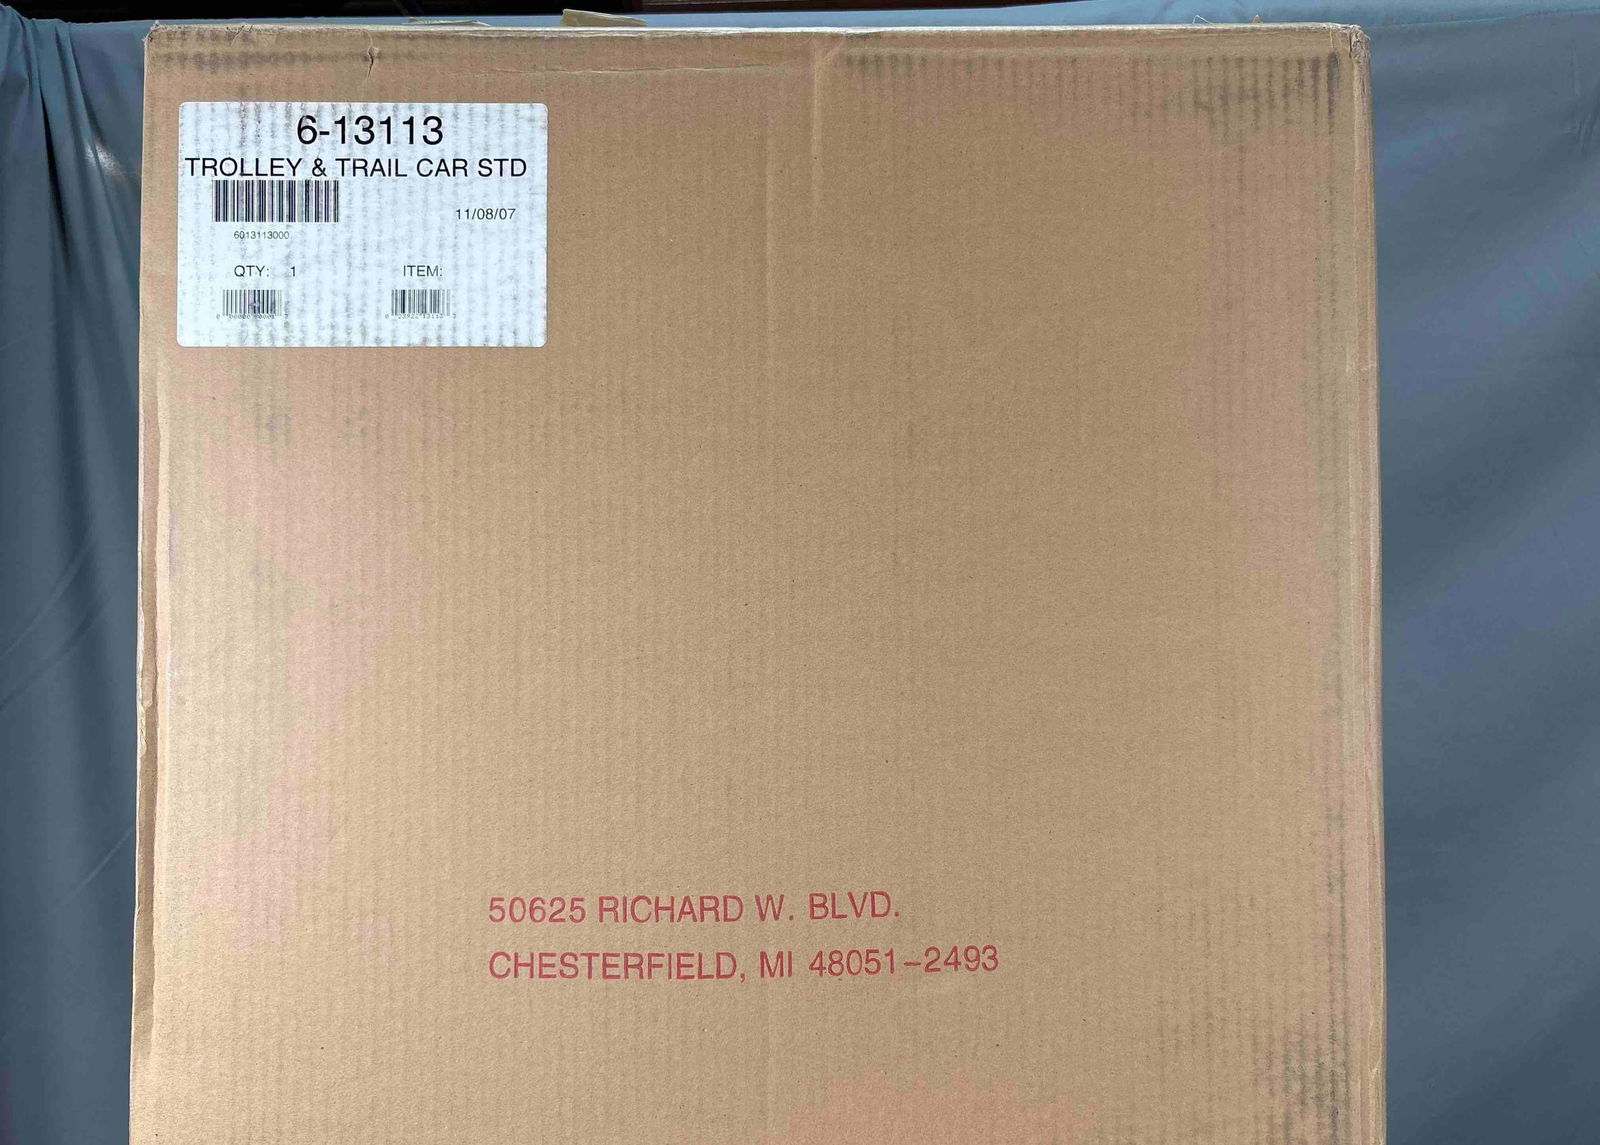 6-13113
TROLLEY & TRAIL CAR STD
11/08/07
6013113000
QTY: 1 ITEM:
50625 RICHARD W. BLVD.
CHESTERFIELD, MI 48051-2493